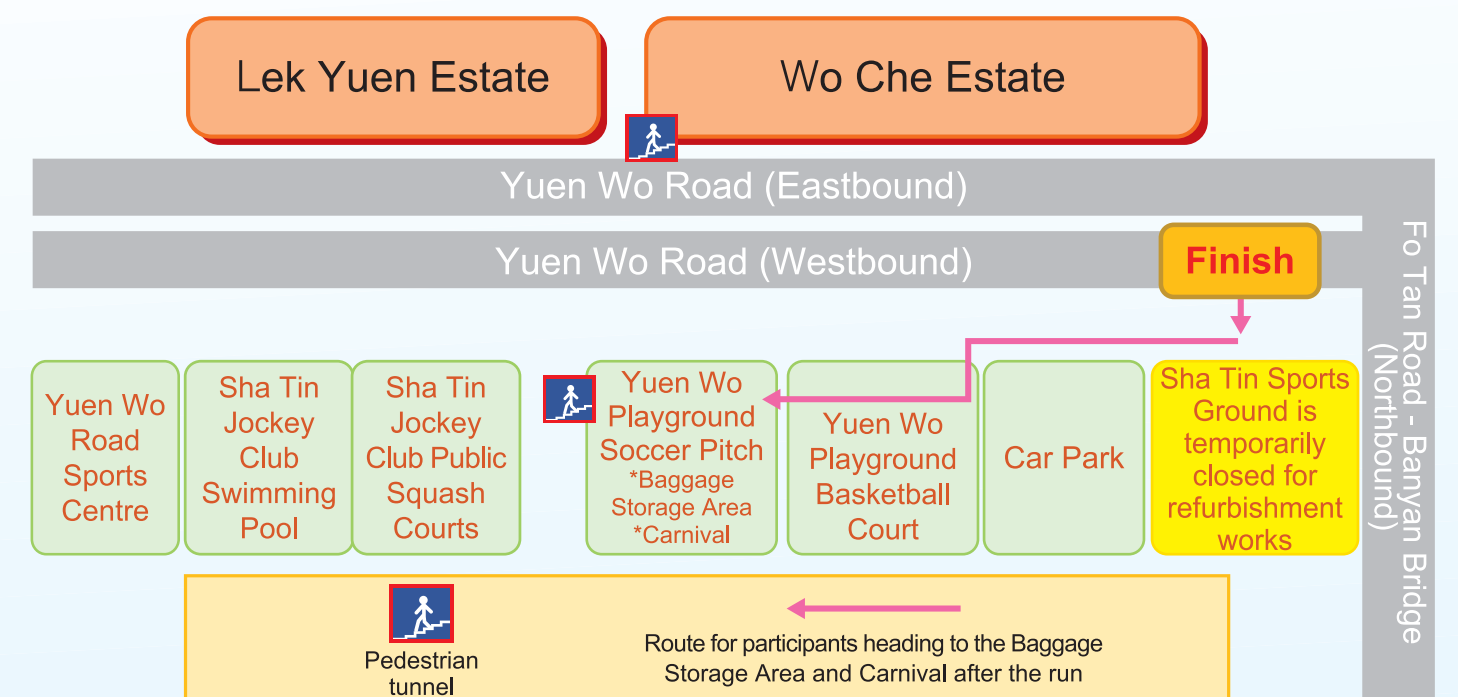 Lek Yuen Estate
Wo Che Estate
Yuen Wo Road (Eastbound)
Yuen Wo Road (Westbound)
Finish
Fo Tan Road - Banyan Bridge
(Northbound)
Yuen Wo
Road
Sports
Centre
Sha Tin
Jockey
Club
Swimming
Pool
Sha Tin
Jockey
Club Public
Squash
Courts
Yuen Wo
Playground
Soccer Pitch
*Baggage
Storage Area
*Carnival
Yuen Wo
Playground
Basketball
Court
Car Park
Sha Tin Sports
Ground is
temporarily
closed for
refurbishment
works
Pedestrian
tunnel
Route for participants heading to the Baggage
Storage Area and Carnival after the run